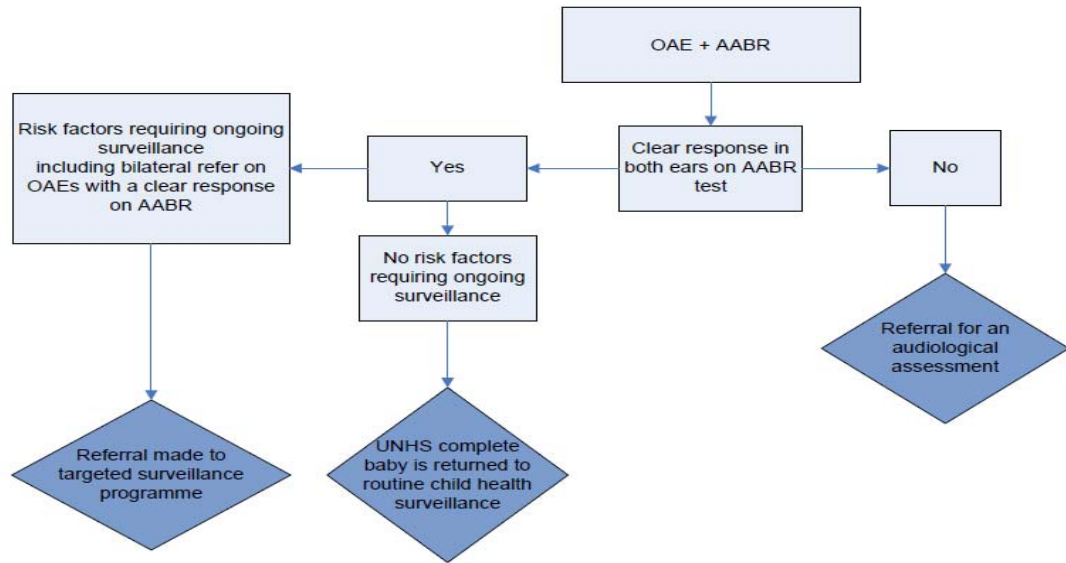 OAE + AABR
Risk factors requiring ongoing
surveillance
including bilateral refer on
OAEs with a clear response
on AABR
Yes
Clear response in
both ears on AABR
test
No
No risk factors
requiring ongoing
surveillance
Referral for an
audiological
assessment
Referral made to
targeted surveillance
programme
UNHS complete
baby is returned to
routine child health
surveillance